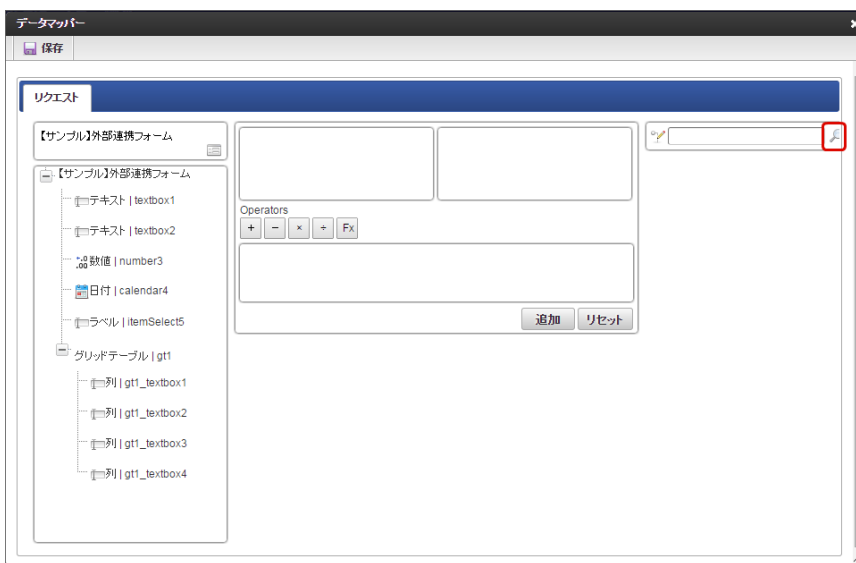 データマッパー
保存
リクエスト
【サンプル】外部連携フォーム
【サンプル】外部連携フォーム
テキスト | textbox1
テキスト | textbox2
数値 | number3
日付 | calendar4
ラベル | itemSelect5
グリッドテーブル | gt1
列 | gt1_textbox1
列 | gt1_textbox2
列 | gt1_textbox3
列 | gt1_textbox4
Operators
+ − × ÷ Fx
追加 リセット